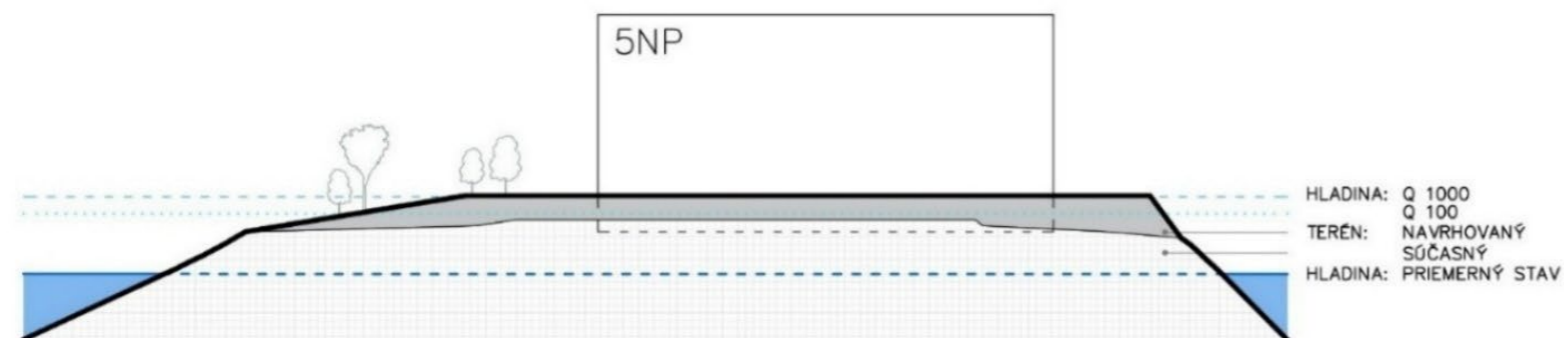 5NP
HLADINA: Q 1000
Q 100
TERÉN: NAVRHOVANÝ
SÚČASNÝ
HLADINA: PRIEMERNÝ STAV